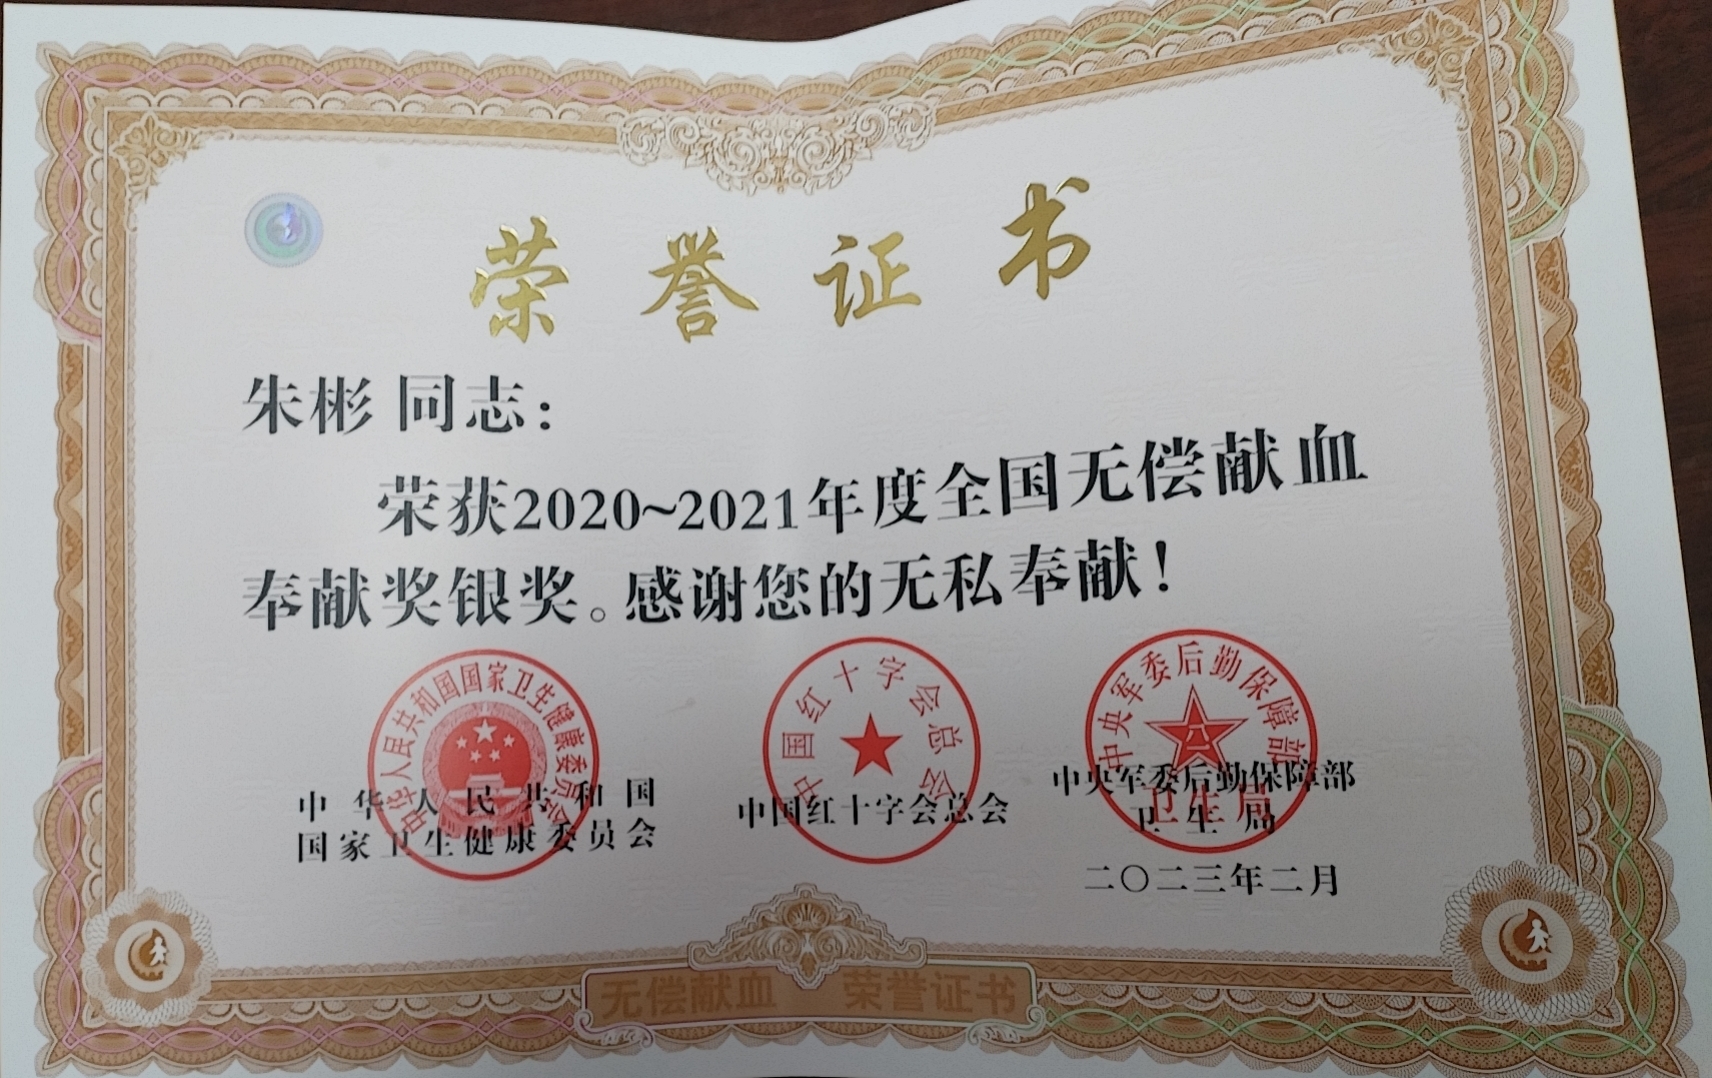 荣誉证书
朱彬 同志：
荣获2020~2021年度全国无偿献血
奉献奖银奖。感谢您的无私奉献！
中华人民共和国国家卫生健康委员会
中国红十字会总会
中央军委后勤保障部
卫生局
中华人民共和国
国家卫生健康委员会
中国红十字会总会
中央军委后勤保障部
卫生局
二〇二三年二月
无偿献血 荣誉证书